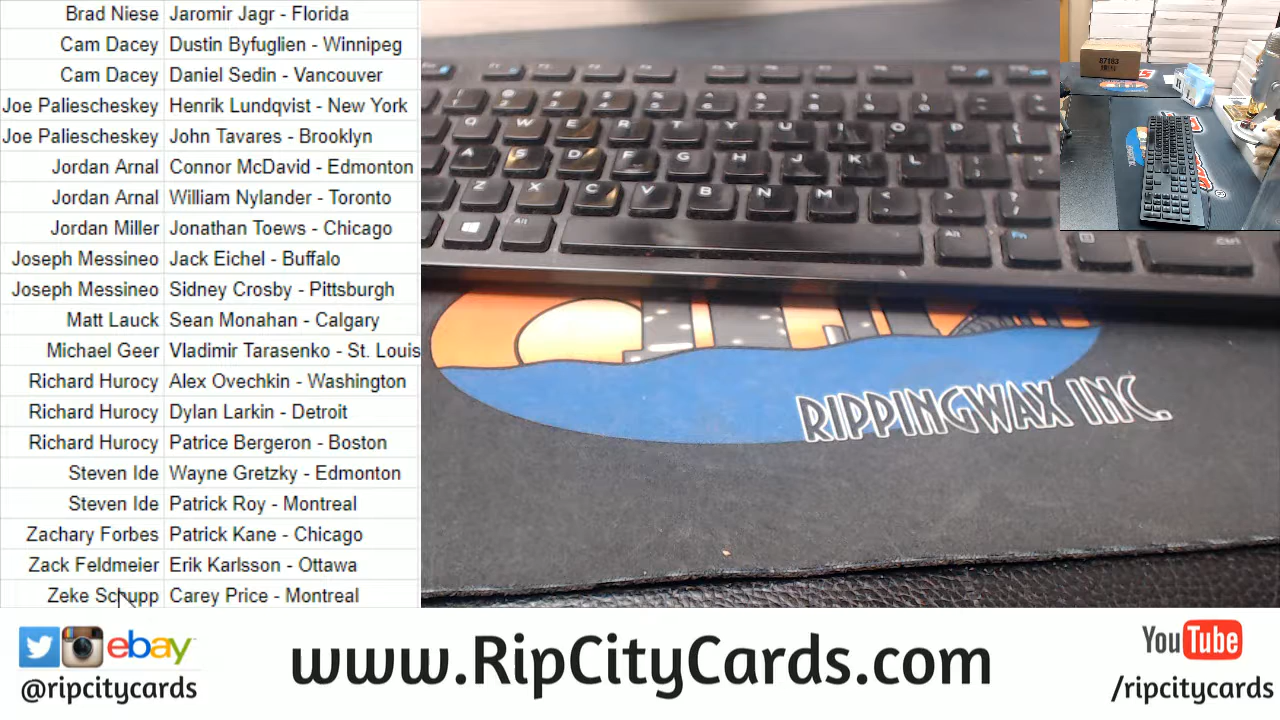 Brad Niese Jaromir Jagr - Florida
Cam Dacey Dustin Byfuglien - Winnipeg
Cam Dacey Daniel Sedin - Vancouver
Joe Paliescheskey Henrik Lundqvist - New York
Joe Paliescheskey John Tavares - Brooklyn
Jordan Arnal Connor McDavid - Edmonton
Jordan Arnal William Nylander - Toronto
Jordan Miller Jonathan Toews - Chicago
Joseph Messineo Jack Eichel - Buffalo
Joseph Messineo Sidney Crosby - Pittsburgh
Matt Lauck Sean Monahan - Calgary
Michael Geer Vladimir Tarasenko - St. Louis
Richard Hurocy Alex Ovechkin - Washington
Richard Hurocy Dylan Larkin - Detroit
Richard Hurocy Patrice Bergeron - Boston
Steven Ide Wayne Gretzky - Edmonton
Steven Ide Patrick Roy - Montreal
Zachary Forbes Patrick Kane - Chicago
Zack Feldmeier Erik Karlsson - Ottawa
Zeke Schupp Carey Price - Montreal
Q W E R T Y U I O P
A S D F G H J K L
Z X C V B N M
Alt Alt Fn Ctrl
RIPPINGWAX INC.
87183
ebay
@ripcitycards
www.RipCityCards.com
YouTube
/ripcitycards